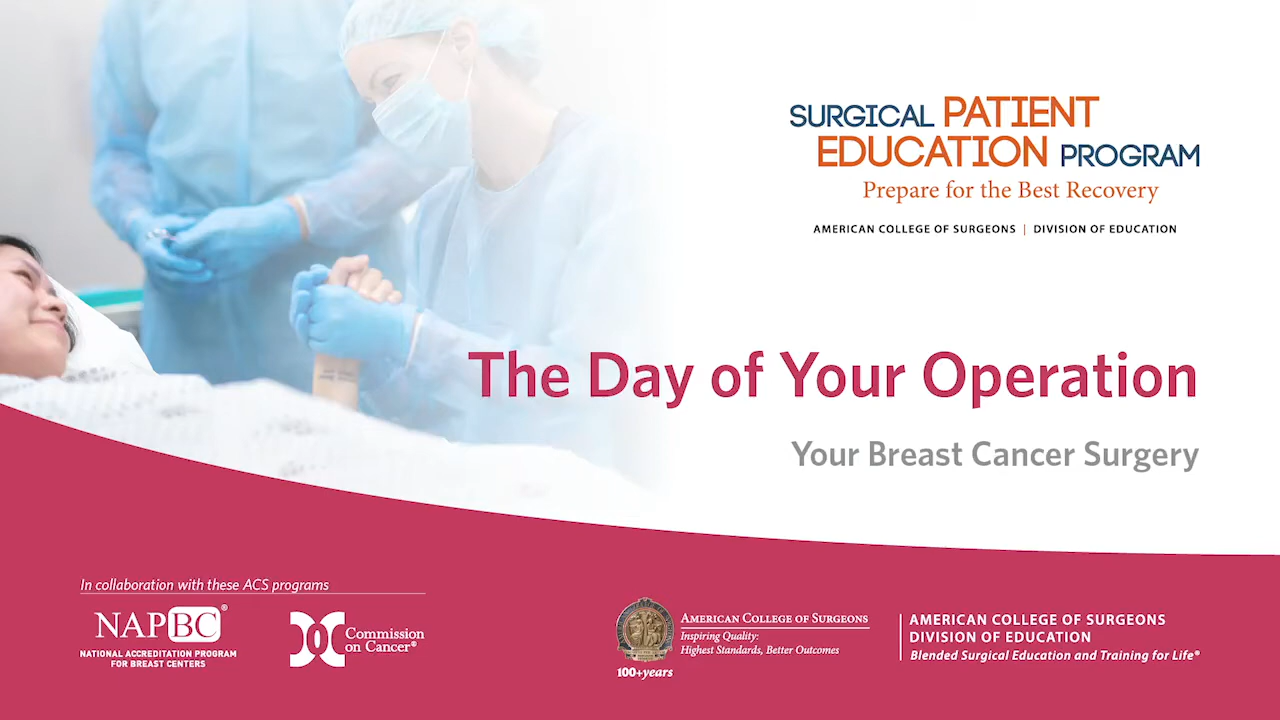 SURGICAL PATIENT
EDUCATION PROGRAM
Prepare for the Best Recovery
AMERICAN COLLEGE OF SURGEONS | DIVISION OF EDUCATION
The Day of Your Operation
Your Breast Cancer Surgery
In collaboration with these ACS programs
NAPBC®
NATIONAL ACCREDITATION PROGRAM
FOR BREAST CENTERS
Commission
on Cancer®
AMERICAN COLLEGE OF SURGEONS
Inspiring Quality:
Highest Standards, Better Outcomes
100+years
AMERICAN COLLEGE OF SURGEONS
DIVISION OF EDUCATION
Blended Surgical Education and Training for Life®